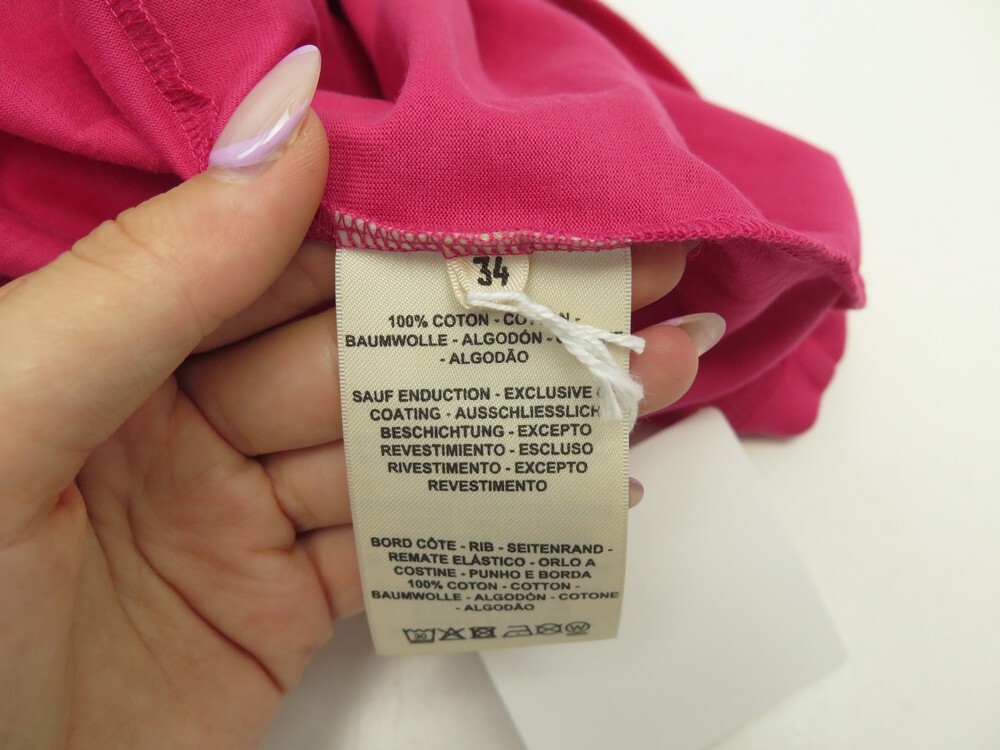 34
100% COTON - -
BAUMWOLLE - ALGODÓN -
- ALGODÃO
SAUF ENDUCTION - EXCLUSIVE
COATING - AUSSCHLIESSLICH
BESCHICHTUNG - EXCEPTO
REVESTIMIENTO - ESCLUSO
RIVESTIMENTO - EXCEPTO
REVESTIMENTO
BORD CÔTE - RIB - SEITENRAND -
REMATE ELÁSTICO - ORLO A
COSTINE - PUNHO E BORDA
100% COTON - COTTON -
BAUMWOLLE - ALGODÓN - COTONE
- ALGODÃO
30 W